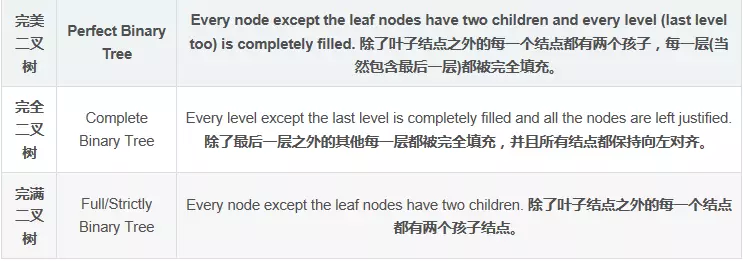 完美
二叉
树
Perfect Binary
Tree
Every node except the leaf nodes have two children and every level (last level
too) is completely filled. 除了叶子结点之外的每一个结点都有两个孩子，每一层(当
然包含最后一层)都被完全填充。
完全
二叉
树
Complete
Binary Tree
Every level except the last level is completely filled and all the nodes are left justified.
除了最后一层之外的其他每一层都被完全填充，并且所有结点都保持向左对齐。
完满
二叉
树
Full/Strictly
Binary Tree
Every node except the leaf nodes have two children. 除了叶子结点之外的每一个结点
都有两个孩子结点。